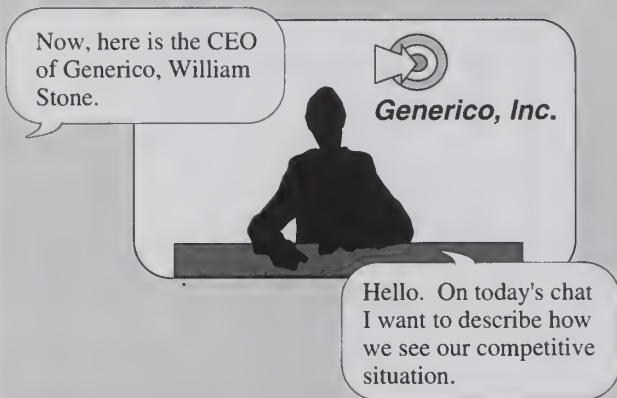 Now, here is the CEO
of Generico, William
Stone.
Generico, Inc.
Hello. On today's chat
I want to describe how
we see our competitive
situation.